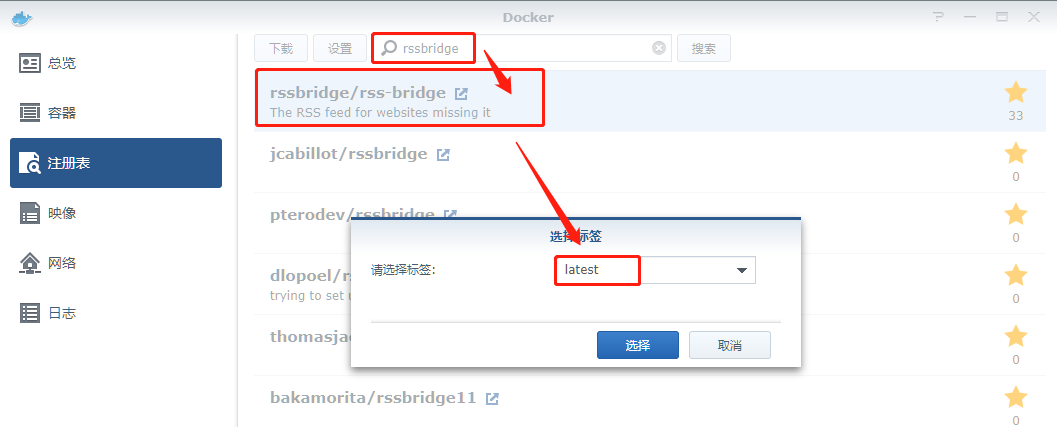 Docker
总览
容器
注册表
映像
网络
日志
下载 设置 rssbridge 搜索
rssbridge/rss-bridge
The RSS feed for websites missing it
33
jcabillot/rssbridge
0
pterodev/rssbridge
0
dlopoel/rs
trying to set u
0
thomasja
0
bakamorita/rssbridge11
0
选择标签
请选择标签:
latest
选择 取消